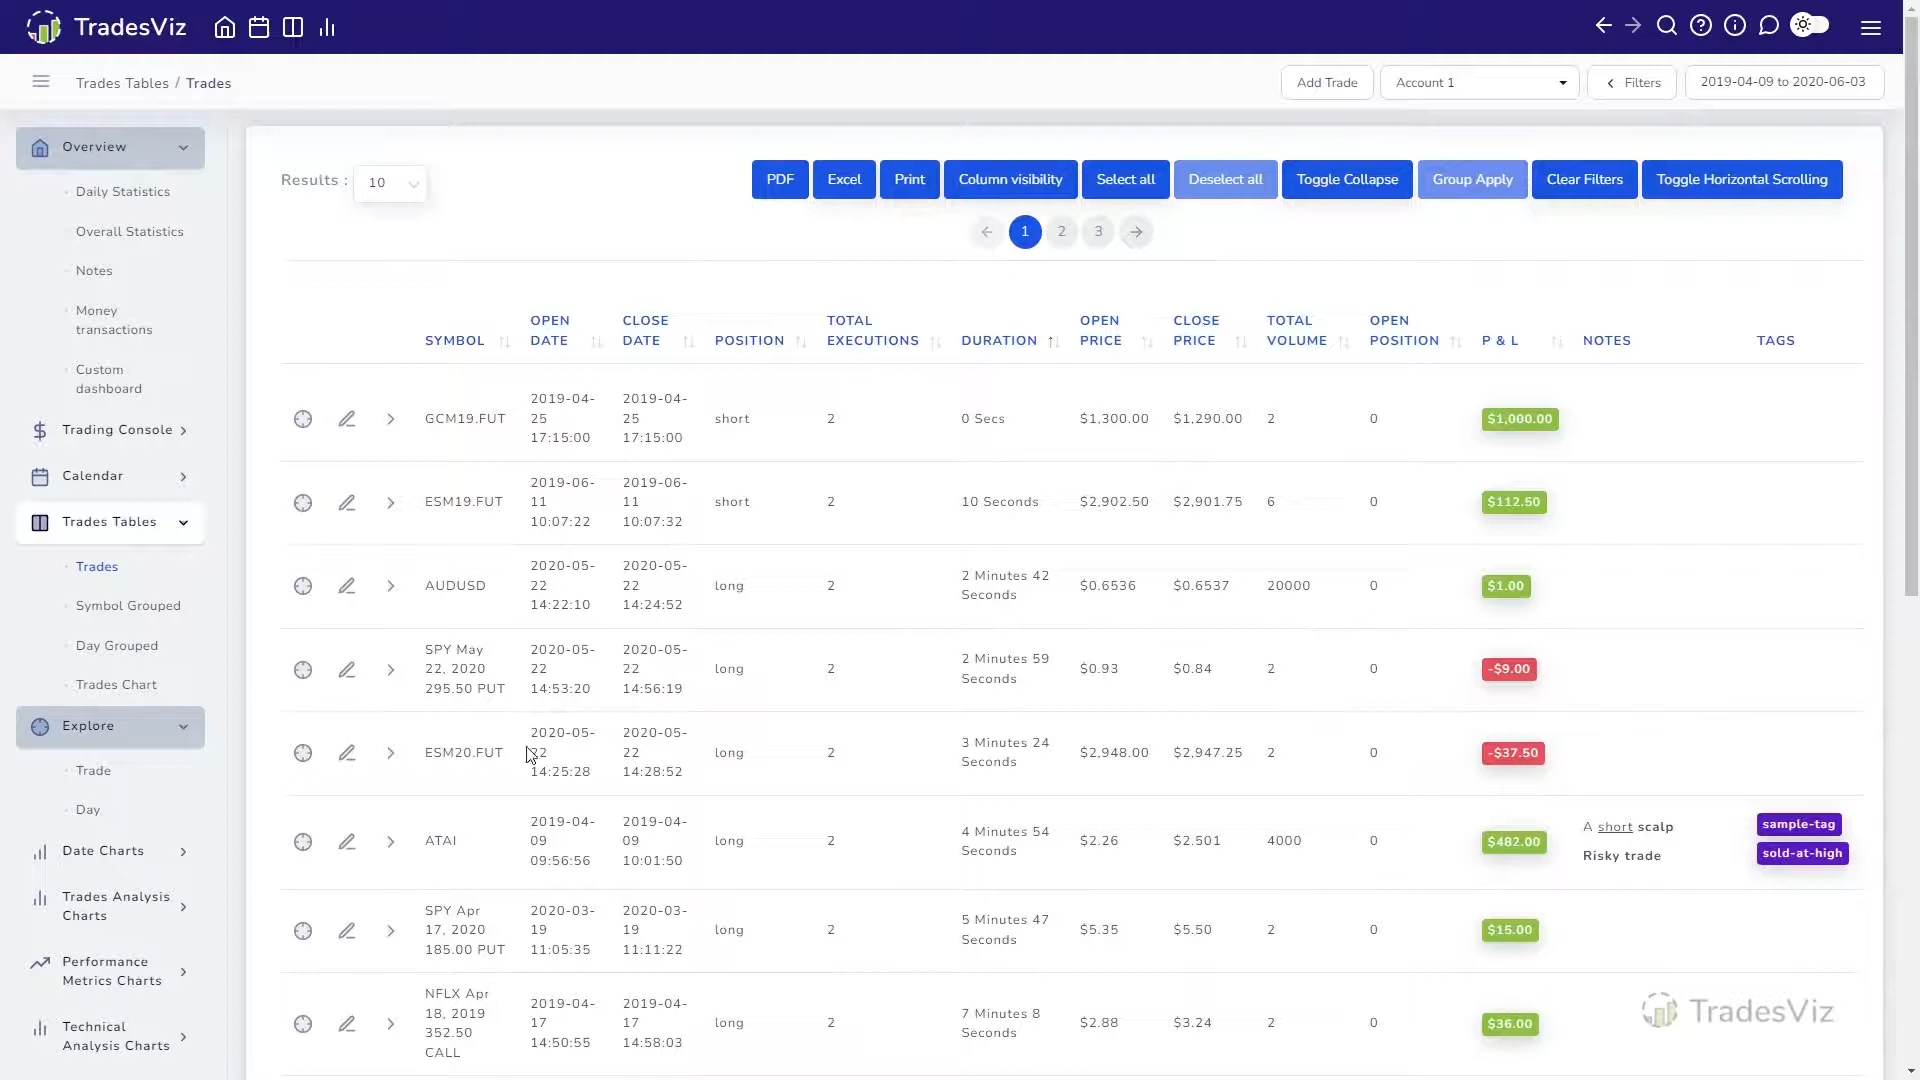 TradesViz
Trades Tables / Trades
Add Trade
Account 1
Filters
2019-04-09 to 2020-06-03
Overview
Daily Statistics
Overall Statistics
Notes
Money
transactions
Custom
dashboard
Trading Console
Calendar
Trades Tables
Trades
Symbol Grouped
Day Grouped
Trades Chart
Explore
Trade
Day
Date Charts
Trades Analysis
Charts
Performance
Metrics Charts
Technical
Analysis Charts
Results : 10
PDF Excel Print Column visibility Select all Deselect all Toggle Collapse Group Apply Clear Filters Toggle Horizontal Scrolling
1 2 3
OPEN CLOSE TOTAL OPEN CLOSE TOTAL OPEN
SYMBOL DATE DATE POSITION EXECUTIONS DURATION PRICE PRICE VOLUME POSITION P & L NOTES TAGS
2019-04- 2019-04-
GCM19.FUT 25 25 short 2 0 Secs $1,300.00 $1,290.00 2 0 $1,000.00
17:15:00 17:15:00
2019-06- 2019-06-
ESM19.FUT 11 11 short 2 10 Seconds $2,902.50 $2,901.75 6 0 $112.50
10:07:22 10:07:32
2020-05- 2020-05- 2 Minutes 42
AUDUSD 22 22 long 2 Seconds $0.6536 $0.6537 20000 0 $1.00
14:22:10 14:24:52
SPY May 2020-05- 2020-05- 2 Minutes 59
22, 2020 22 22 long 2 Seconds $0.93 $0.84 2 0 -$9.00
295.50 PUT 14:53:20 14:56:19
2020-05- 2020-05- 3 Minutes 24
ESM20.FUT 22 22 long 2 Seconds $2,948.00 $2,947.25 2 0 -$37.50
14:25:28 14:28:52
2019-04- 2019-04- 4 Minutes 54 A short scalp sample-tag
ATAI 09 09 long 2 Seconds $2.26 $2.501 4000 0 $482.00 Risky trade sold-at-high
09:56:56 10:01:50
SPY Apr 2020-03- 2020-03- 5 Minutes 47
17, 2020 19 19 long 2 Seconds $5.35 $5.50 2 0 $15.00
185.00 PUT 11:05:35 11:11:22
NFLX Apr 2019-04- 2019-04- 7 Minutes 8
18, 2019 17 17 long 2 Seconds $2.88 $3.24 2 0 $36.00
352.50 14:50:55 14:58:03
CALL
TradesViz